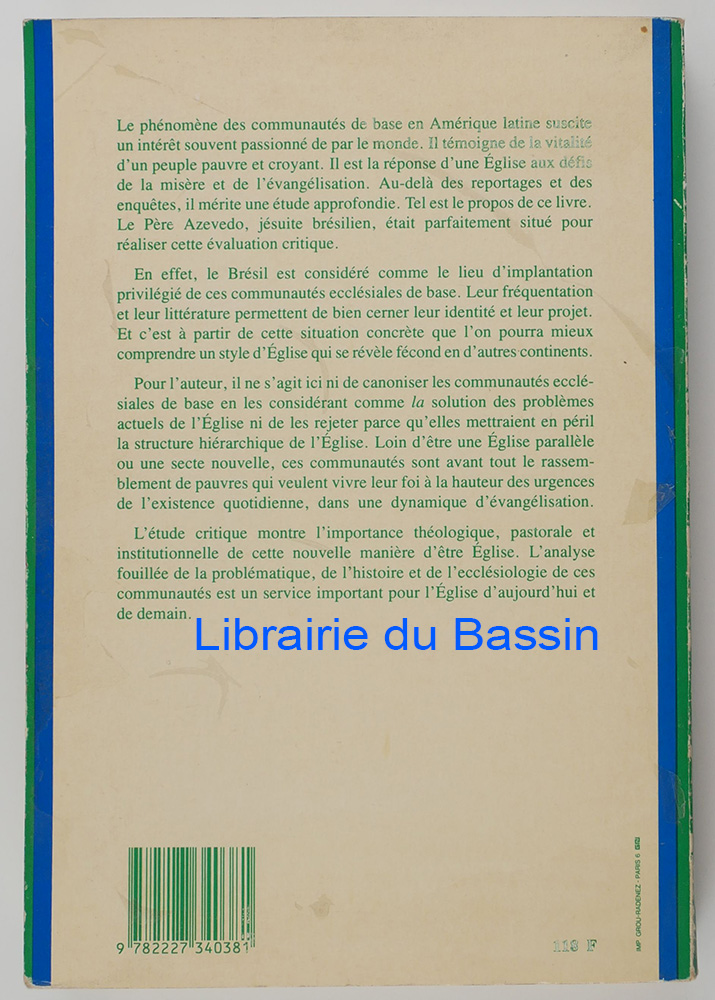 Le phénomène des communautés de base en Amérique latine suscite
un intérêt souvent passionné de par le monde. Il témoigne de la vitalité
d'un peuple pauvre et croyant. Il est la réponse d'une Église aux défis
de la misère et de l'évangélisation. Au-delà des reportages et des
enquêtes, il mérite une étude approfondie. Tel est le propos de ce livre.
Le Père Azevedo, jésuite brésilien, était parfaitement situé pour
réaliser cette évaluation critique.
En effet, le Brésil est considéré comme le lieu d'implantation
privilégié de ces communautés ecclésiales de base. Leur fréquentation
et leur littérature permettent de bien cerner leur identité et leur projet.
Et c'est à partir de cette situation concrète que l'on pourra mieux
comprendre un style d'Église qui se révèle fécond en d'autres continents.
Pour l'auteur, il ne s'agit ici ni de canoniser les communautés ecclé-
siales de base en les considérant comme la solution des problèmes
actuels de l'Église ni de les rejeter parce qu'elles mettraient en péril
la structure hiérarchique de l'Église. Loin d'être une Église parallèle
ou une secte nouvelle, ces communautés sont avant tout le rassem-
blement de pauvres qui veulent vivre leur foi à la hauteur des urgences
de l'existence quotidienne, dans une dynamique d'évangélisation.
L'étude critique montre l'importance théologique, pastorale et
institutionnelle de cette nouvelle manière d'être Église. L'analyse
fouillée de la problématique, de l'histoire et de l'ecclésiologie de ces
communautés est un service important pour l'Église d'aujourd'hui et
de demain.
Librairie du Bassin
9 782227 340381
118 F
IMP. GROU-RADENEZ - PARIS 6 GRI